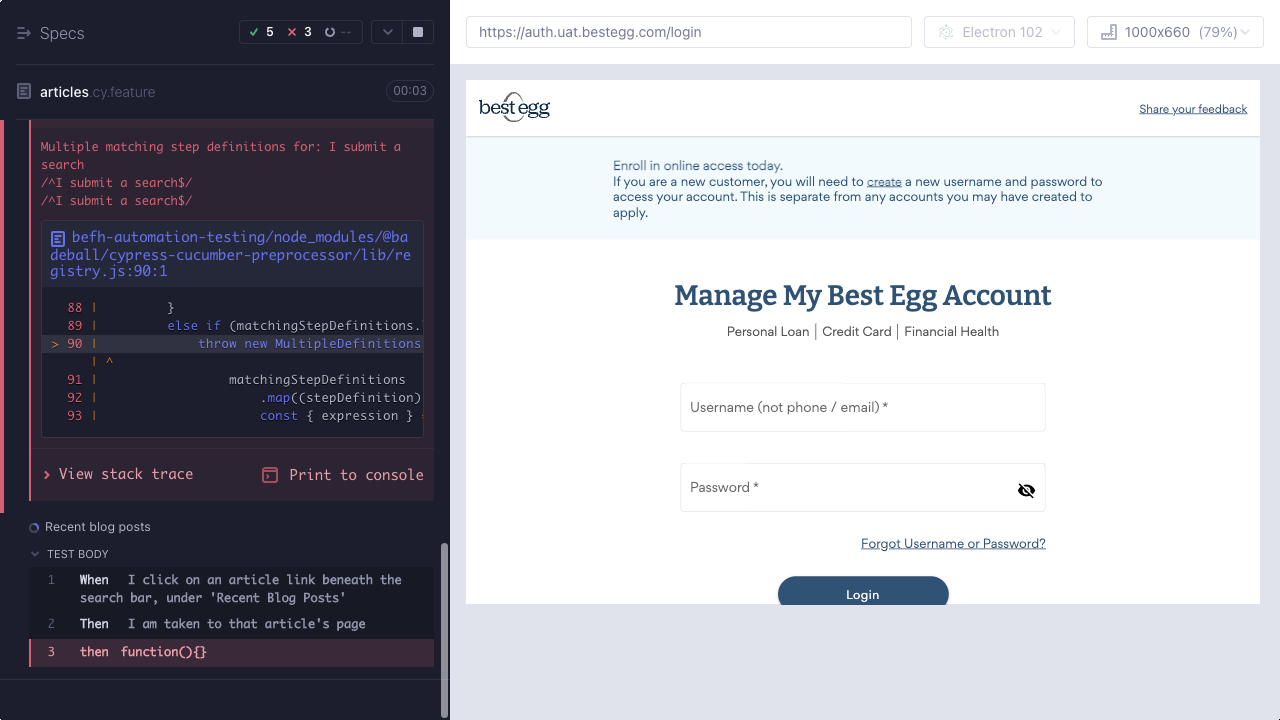 Specs
5
3
--
articles.cy.feature
00:03
Multiple matching step definitions for: I submit a
search
/^I submit a search$/
/^I submit a search$/
befh-automation-testing/node_modules/@ba
deball/cypress-cucumber-preprocessor/lib/re
gistry.js:90:1
88 | }
89 | else if (matchingStepDefinitions.
> 90 | throw new MultipleDefinitions
| ^
91 | matchingStepDefinitions
92 | .map((stepDefinition)
93 | const { expression }
View stack trace
Print to console
Recent blog posts
TEST BODY
1 When I click on an article link beneath the
search bar, under 'Recent Blog Posts'
2 Then I am taken to that article's page
3 then function(){}
https://auth.uat.bestegg.com/login
Electron 102
1000x660 (79%)
best egg
Share your feedback
Enroll in online access today.
If you are a new customer, you will need to create a new username and password to
access your account. This is separate from any accounts you may have created to
apply.
Manage My Best Egg Account
Personal Loan | Credit Card | Financial Health
Username (not phone / email) *
Password *
Forgot Username or Password?
Login